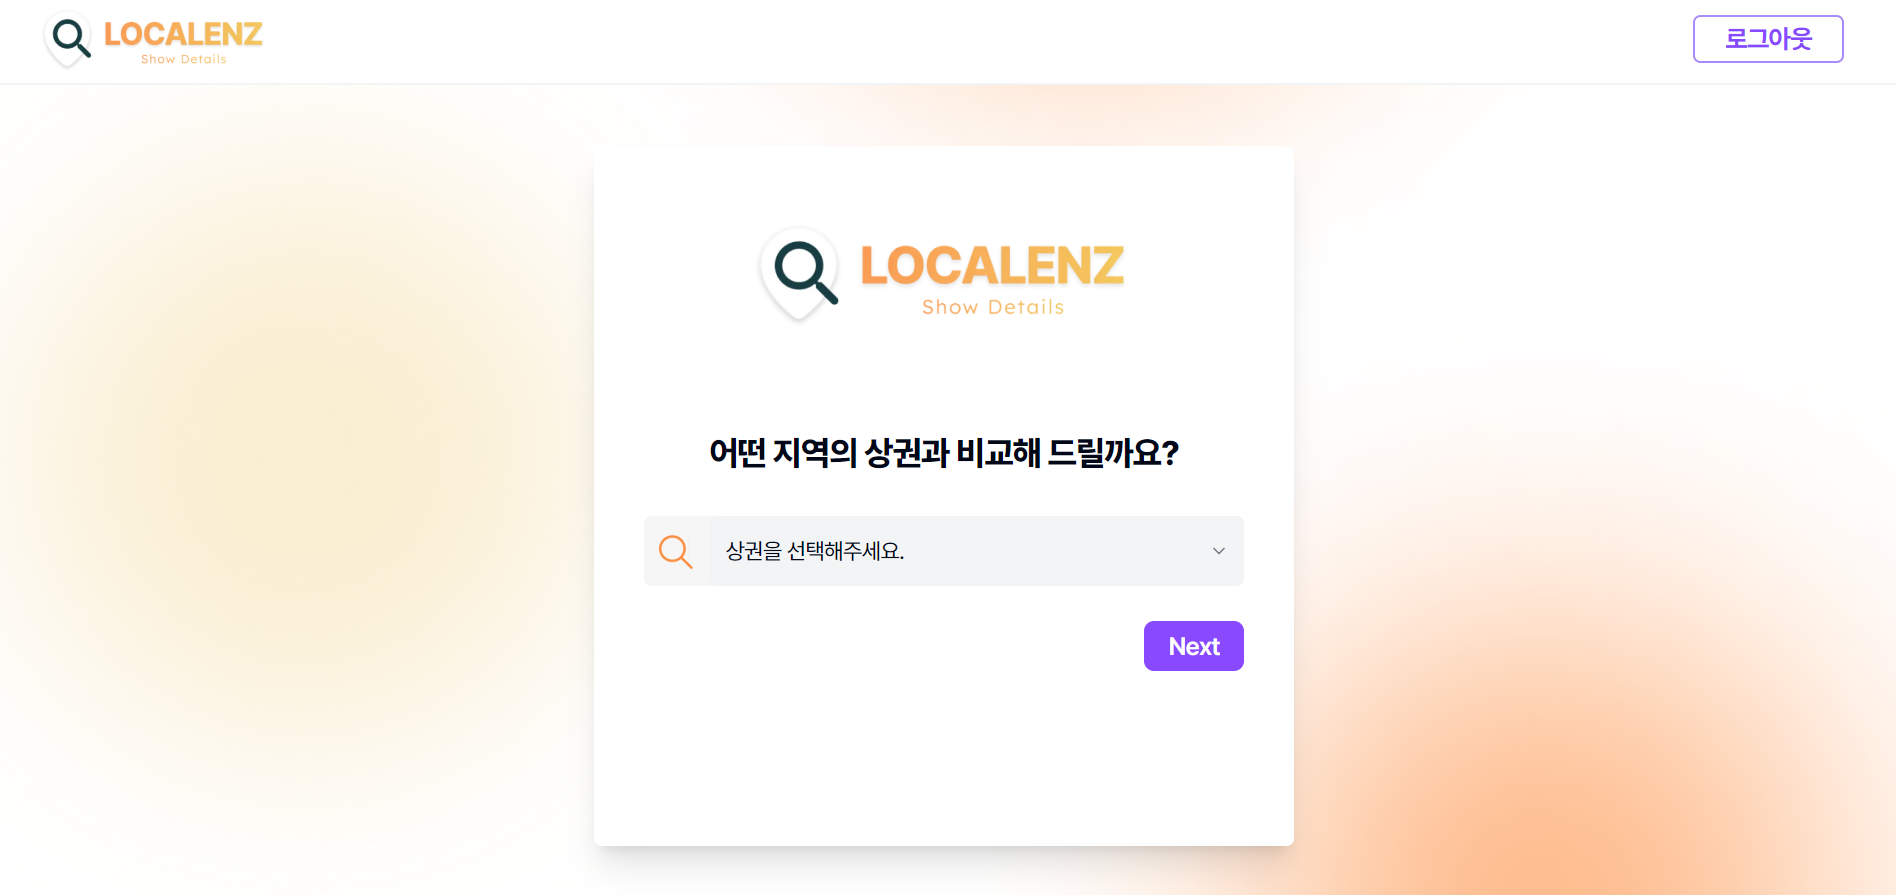 LOCALENZ
Show Details
로그아웃
LOCALENZ
Show Details
어떤 지역의 상권과 비교해 드릴까요?
상권을 선택해주세요.
Next